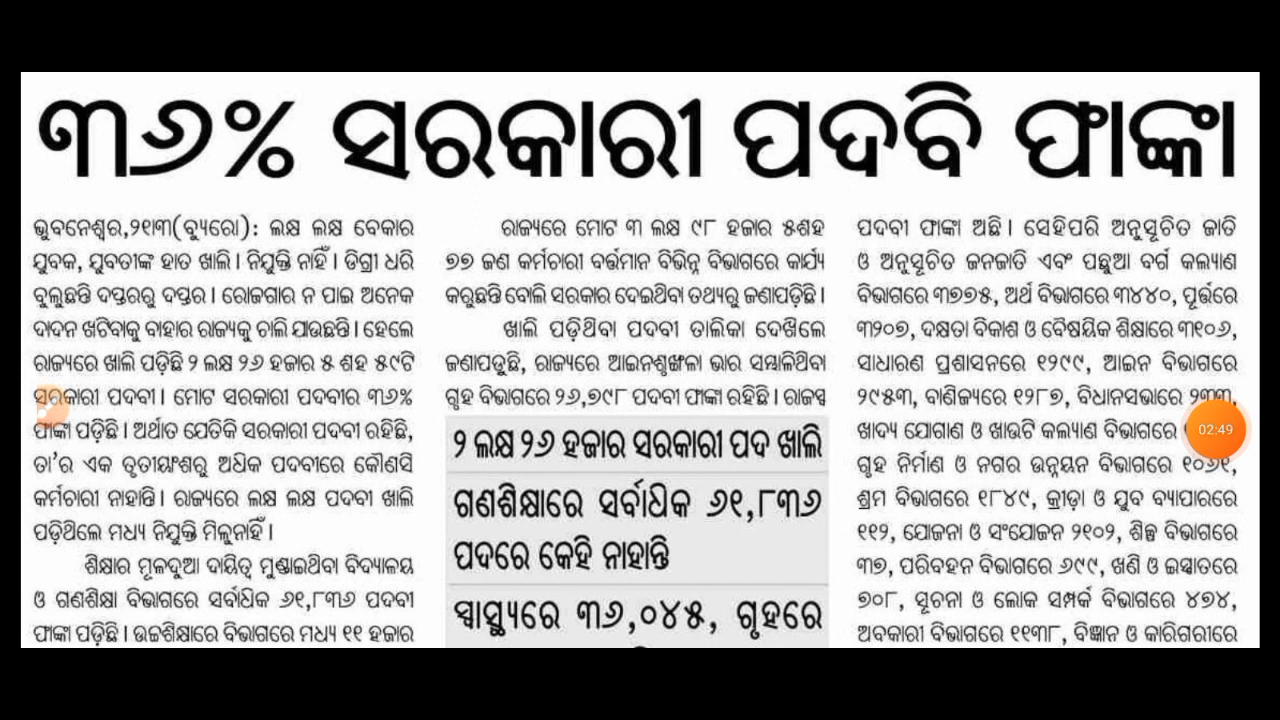 ୩୬% ସରକାରୀ ପଦବି ଫାଙ୍କା
ଭୁବନେଶ୍ୱର,୨୧ା୩(ବ୍ୟୁରୋ): ଲକ୍ଷ ଲକ୍ଷ ବେକାର
ଯୁବକ, ଯୁବତୀଙ୍କ ହାତ ଖାଲି । ନିଯୁକ୍ତି ନାହିଁ । ଡିଗ୍ରୀ ଧରି
ବୁଲୁଛନ୍ତି ଦପ୍ତରରୁ ଦପ୍ତର । ରୋଜଗାର ନ ପାଇ ଅନେକ
ଦାଦନ ଖଟିବାକୁ ବାହାର ରାଜ୍ୟକୁ ଚାଲି ଯାଉଛନ୍ତି । ହେଲେ
ରାଜ୍ୟରେ ଖାଲି ପଡ଼ିଛି ୨ ଲକ୍ଷ ୨୬ ହଜାର ୫ ଶହ ୫୯ଟି
ସରକାରୀ ପଦବୀ । ମୋଟ ସରକାରୀ ପଦବୀର ୩୬%
ଫାଙ୍କା ପଡ଼ିଛି । ଅର୍ଥାତ ଯେତିକି ସରକାରୀ ପଦବୀ ରହିଛି,
ତା'ର ଏକ ତୃତୀୟଂଶରୁ ଅଧିକ ପଦବୀରେ କୌଣସି
କର୍ମଚାରୀ ନାହାନ୍ତି । ରାଜ୍ୟରେ ଲକ୍ଷ ଲକ୍ଷ ପଦବୀ ଖାଲି
ପଡ଼ିଥିଲେ ମଧ୍ୟ ନିଯୁକ୍ତି ମିଳୁନାହିଁ ।
ଶିକ୍ଷାର ମୂଳଦୁଆ ଦାୟିତ୍ୱ ମୁଣ୍ଡାଇଥିବା ବିଦ୍ୟାଳୟ
ଓ ଗଣଶିକ୍ଷା ବିଭାଗରେ ସର୍ବାଧିକ ୬୧,୮୩୬ ପଦବୀ
ଫାଙ୍କା ପଡ଼ିଛି । ଉଚ୍ଚଶିକ୍ଷାରେ ବିଭାଗରେ ମଧ୍ୟ ୧୧ ହଜାର
ରାଜ୍ୟରେ ମୋଟ ୩ ଲକ୍ଷ ୯୮ ହଜାର ୫ଶହ
୭୭ ଜଣ କର୍ମଚାରୀ ବର୍ତ୍ତମାନ ବିଭିନ୍ନ ବିଭାଗରେ କାର୍ଯ୍ୟ
କରୁଛନ୍ତି ବୋଲି ସରକାର ଦେଇଥିବା ତଥ୍ୟରୁ ଜଣାପଡ଼ିଛି ।
ଖାଲି ପଡ଼ିଥିବା ପଦବୀ ତାଲିକା ଦେଖିଲେ
ଜଣାପଡୁଛି, ରାଜ୍ୟରେ ଆଇନଶୃଙ୍ଖଳା ଭାର ସମ୍ଭାଳିଥିବା
ଗୃହ ବିଭାଗରେ ୨୬,୭୯୮ ପଦବୀ ଫାଙ୍କା ରହିଛି । ରାଜସ୍ୱ
୨ ଲକ୍ଷ ୨୬ ହଜାର ସରକାରୀ ପଦ ଖାଲି
ଗଣଶିକ୍ଷାରେ ସର୍ବାଧିକ ୬୧,୮୩୬
ପଦରେ କେହି ନାହାନ୍ତି
ସ୍ୱାସ୍ଥ୍ୟରେ ୩୬,୦୪୫, ଗୃହରେ
ପଦବୀ ଫାଙ୍କା ଅଛି । ସେହିପରି ଅନୁସୂଚିତ ଜାତି
ଓ ଅନୁସୂଚିତ ଜନଜାତି ଏବଂ ପଛୁଆ ବର୍ଗ କଲ୍ୟାଣ
ବିଭାଗରେ ୩୭୭୫, ଅର୍ଥ ବିଭାଗରେ ୩୪୪୦, ପୂର୍ତ୍ତରେ
୩୨୦୭, ଦକ୍ଷତା ବିକାଶ ଓ ବୈଷୟିକ ଶିକ୍ଷାରେ ୩୧୦୬,
ସାଧାରଣ ପ୍ରଶାସନରେ ୧୨୯୯, ଆଇନ ବିଭାଗରେ
୨୯୫୩, ବାଣିଜ୍ୟରେ ୧୨୮୭, ବିଧାନସଭାରେ ୨୩୩,
ଖାଦ୍ୟ ଯୋଗାଣ ଓ ଖାଉଟି କଲ୍ୟାଣ ବିଭାଗରେ
ଗୃହ ନିର୍ମାଣ ଓ ନଗର ଉନ୍ନୟନ ବିଭାଗରେ ୧୦୬୧,
ଶ୍ରମ ବିଭାଗରେ ୧୮୪୯, କ୍ରୀଡ଼ା ଓ ଯୁବ ବ୍ୟାପାରରେ
୧୧୨, ଯୋଜନା ଓ ସଂଯୋଜନ ୨୧୦୨, ଶିଳ୍ପ ବିଭାଗରେ
୩୭, ପରିବହନ ବିଭାଗରେ ୬୯୯, ଖଣି ଓ ଇସ୍ପାତରେ
୭୦୮, ସୂଚନା ଓ ଲୋକ ସମ୍ପର୍କ ବିଭାଗରେ ୪୭୪,
ଅବକାରୀ ବିଭାଗରେ ୧୧୩୮, ବିଜ୍ଞାନ ଓ କାରିଗରୀରେ
02:49